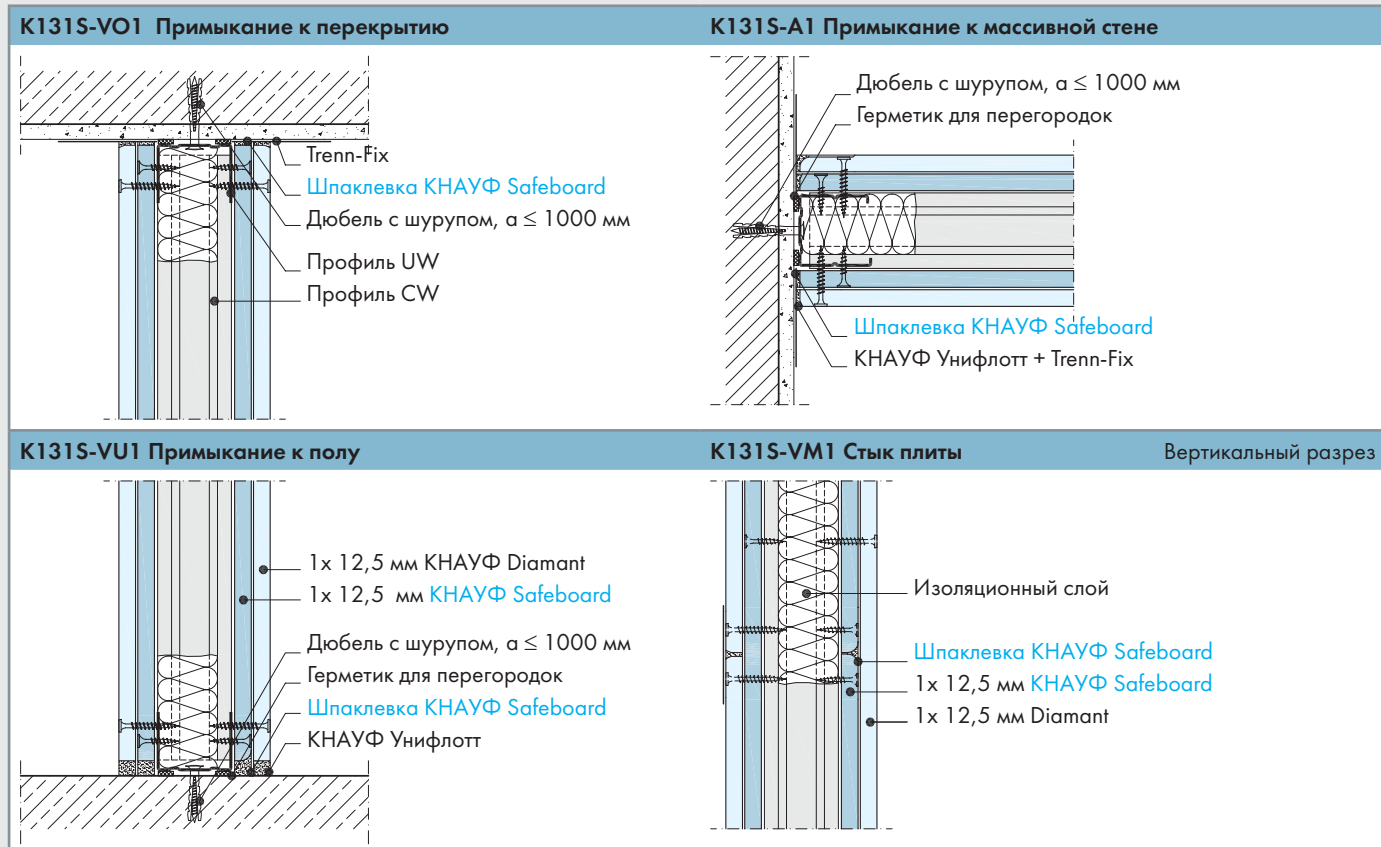 K131S-VO1 Примыкание к перекрытию
Trenn-Fix
Шпаклевка КНАУФ Safeboard
Дюбель с шурупом, a ≤ 1000 мм
Профиль UW
Профиль CW
K131S-A1 Примыкание к массивной стене
Дюбель с шурупом, a ≤ 1000 мм
Герметик для перегородок
Шпаклевка КНАУФ Safeboard
КНАУФ Унифлотт + Trenn-Fix
K131S-VU1 Примыкание к полу
1x 12,5 мм КНАУФ Diamant
1x 12,5 мм КНАУФ Safeboard
Дюбель с шурупом, a ≤ 1000 мм
Герметик для перегородок
Шпаклевка КНАУФ Safeboard
КНАУФ Унифлотт
K131S-VM1 Стык плиты Вертикальный разрез
Изоляционный слой
Шпаклевка КНАУФ Safeboard
1x 12,5 мм КНАУФ Safeboard
1x 12,5 мм Diamant